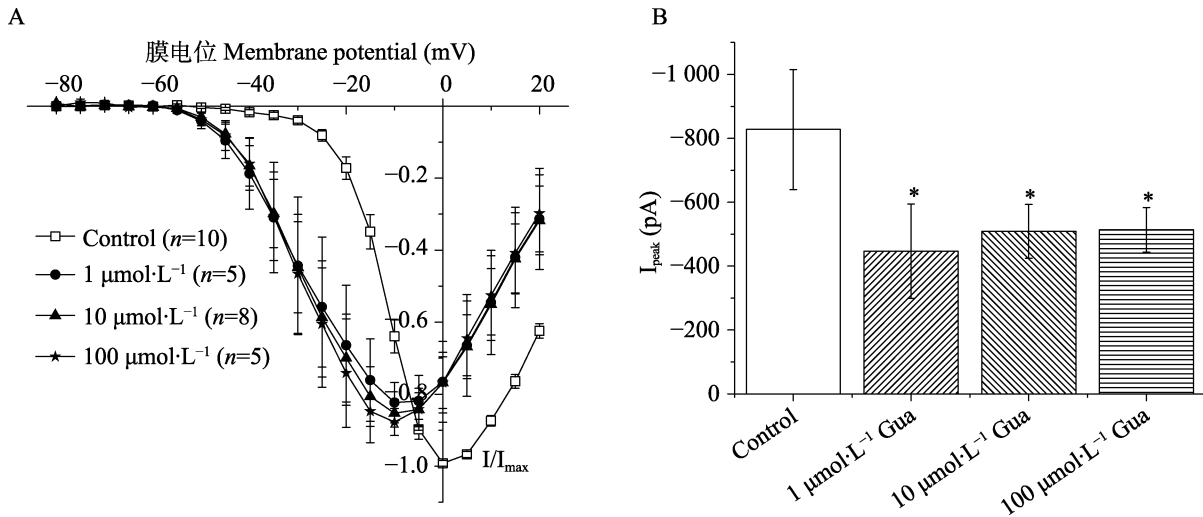 A
膜电位 Membrane potential (mV)
−80 −60 −40 −20 0 20
−0.2
−0.4
−0.6
−0.8
−1.0
I/Imax
Control (n=10)
1 μmol·L−1 (n=5)
10 μmol·L−1 (n=8)
100 μmol·L−1 (n=5)
B
Ipeak (pA)
−1 000
−800
−600
−400
−200
0
* * *
Control
1 μmol·L−1 Gua
10 μmol·L−1 Gua
100 μmol·L−1 Gua